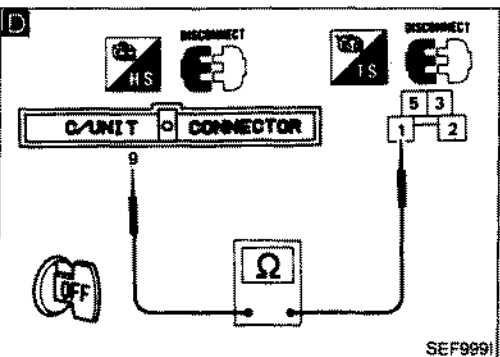 D
DISCONNECT
DISCONNECT
H.S
T.S
C/UNIT CONNECTOR
5 3
1 2
9
Ω
OFF
SEF999I